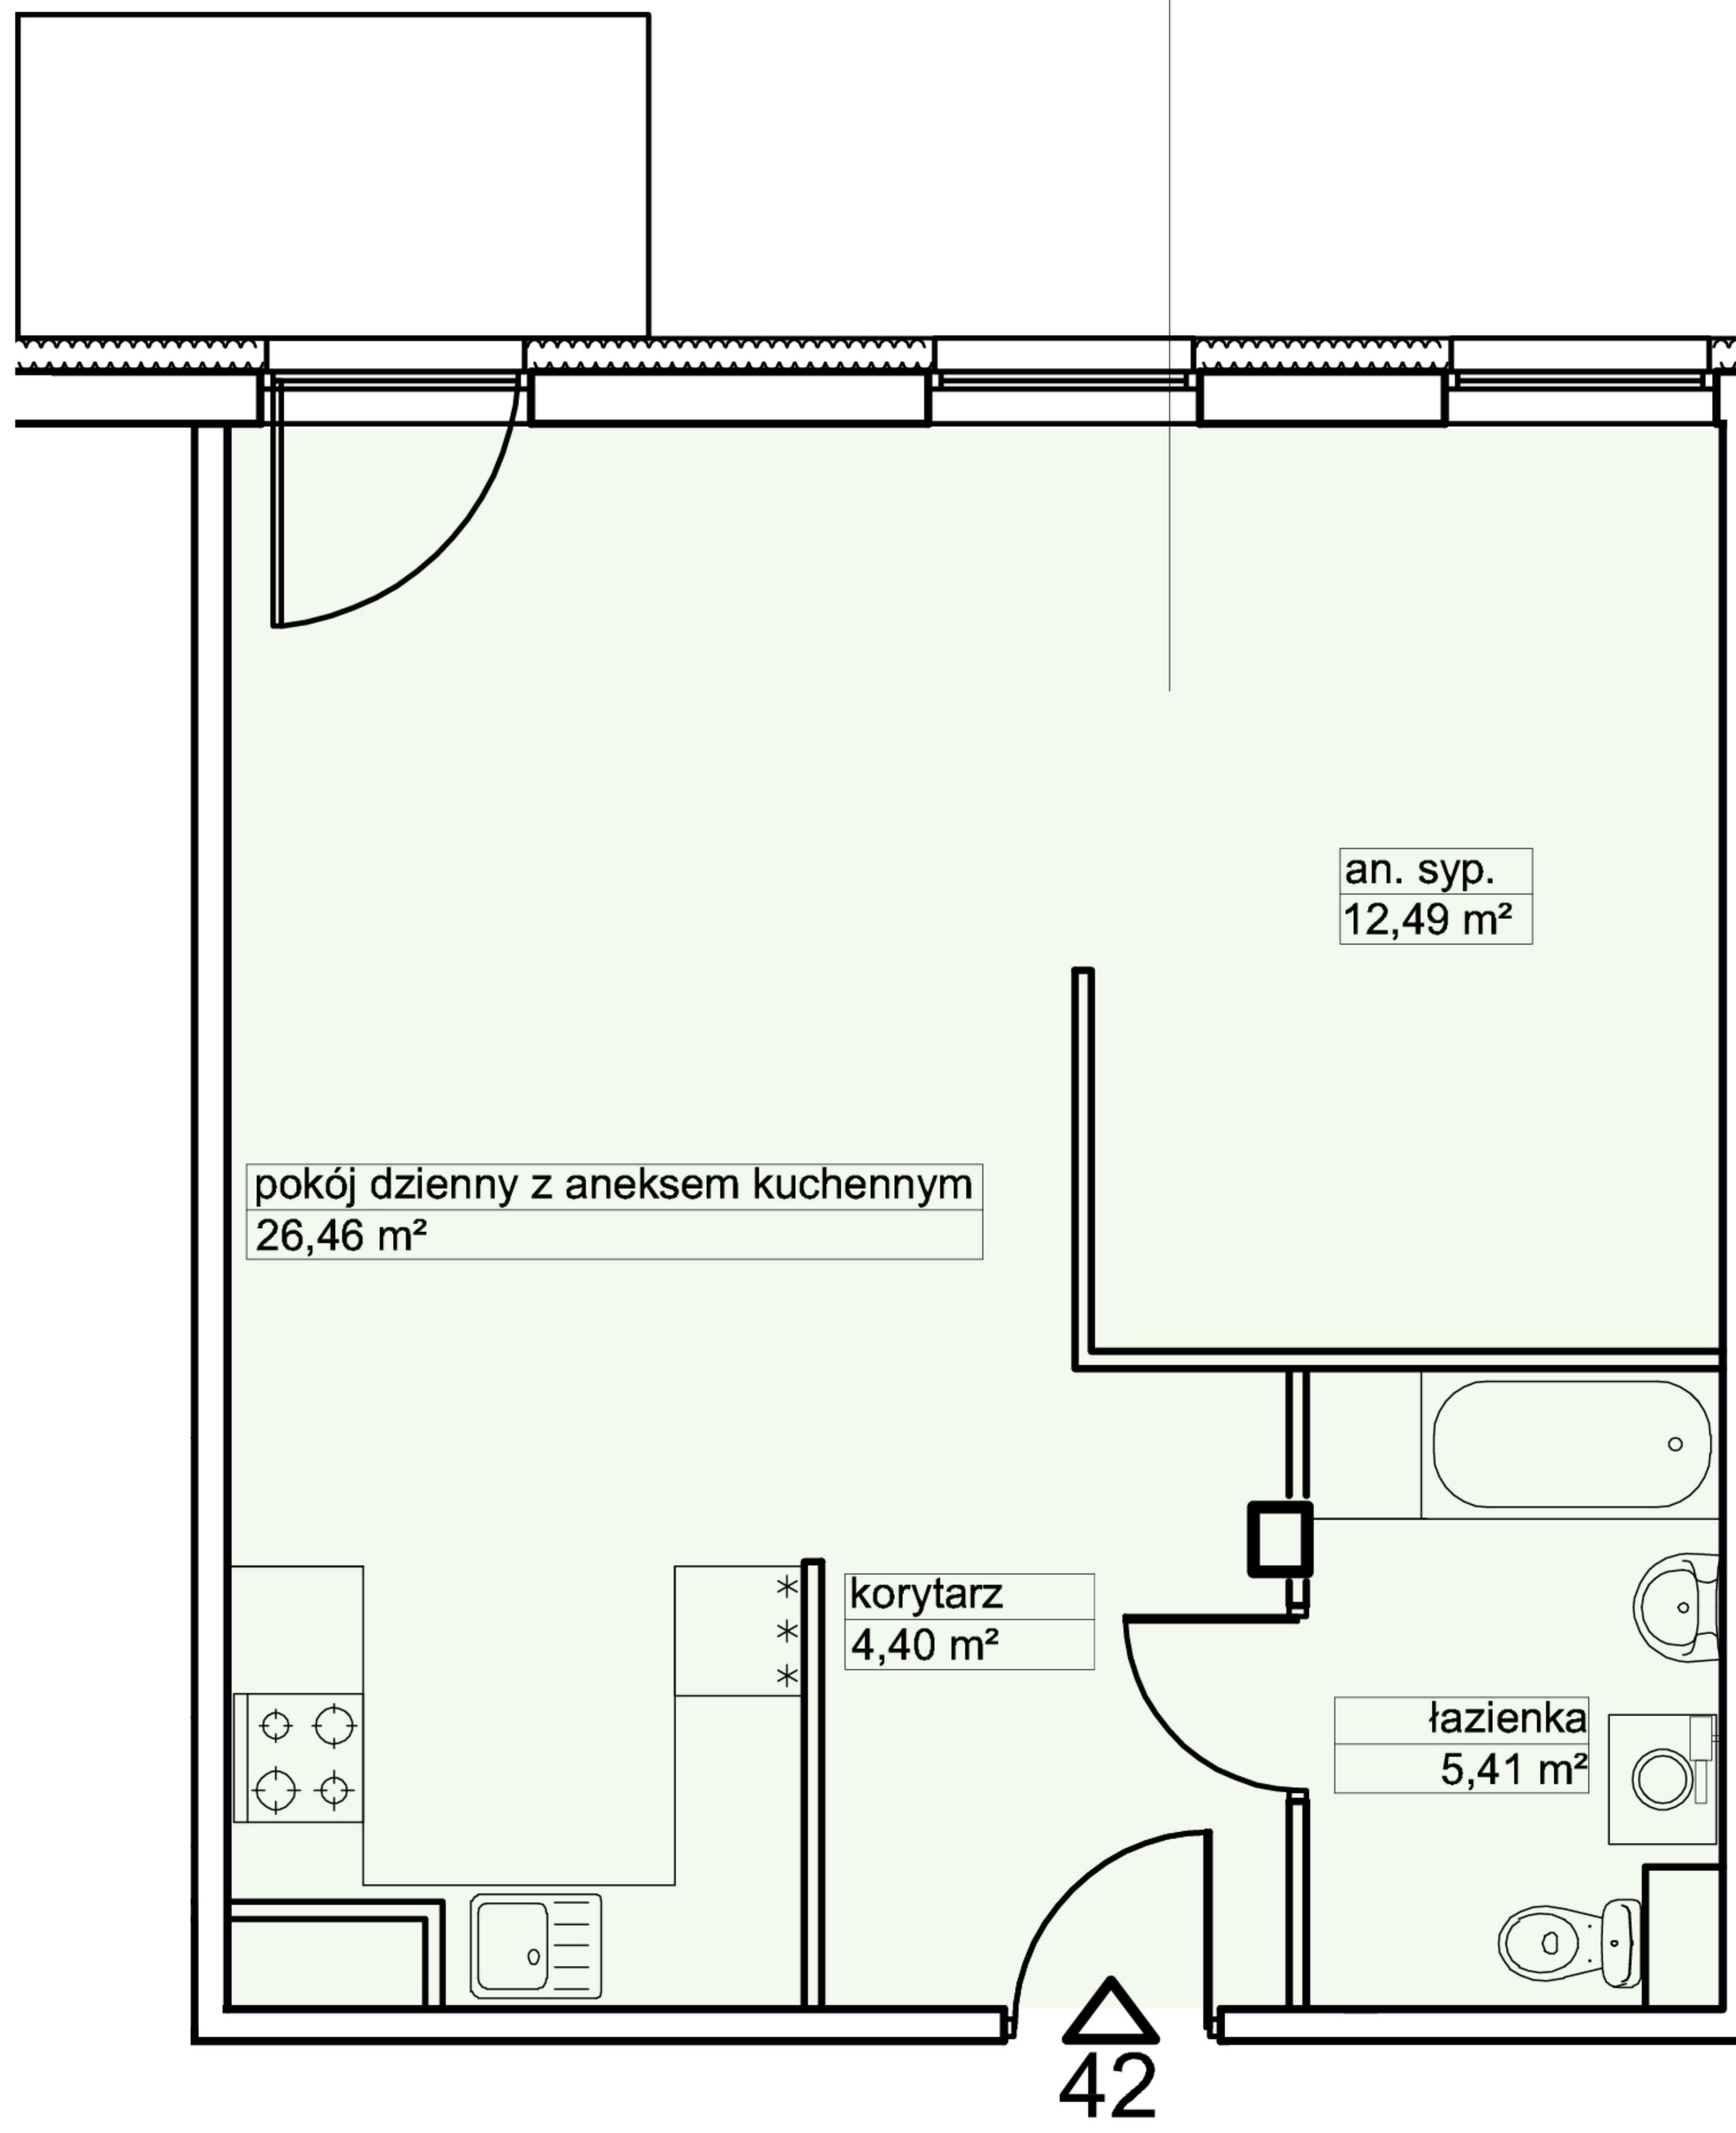 an. syp.
12,49 m²
pokój dzienny z aneksem kuchennym
26,46 m²
korytarz
4,40 m²
łazienka
5,41 m²
42